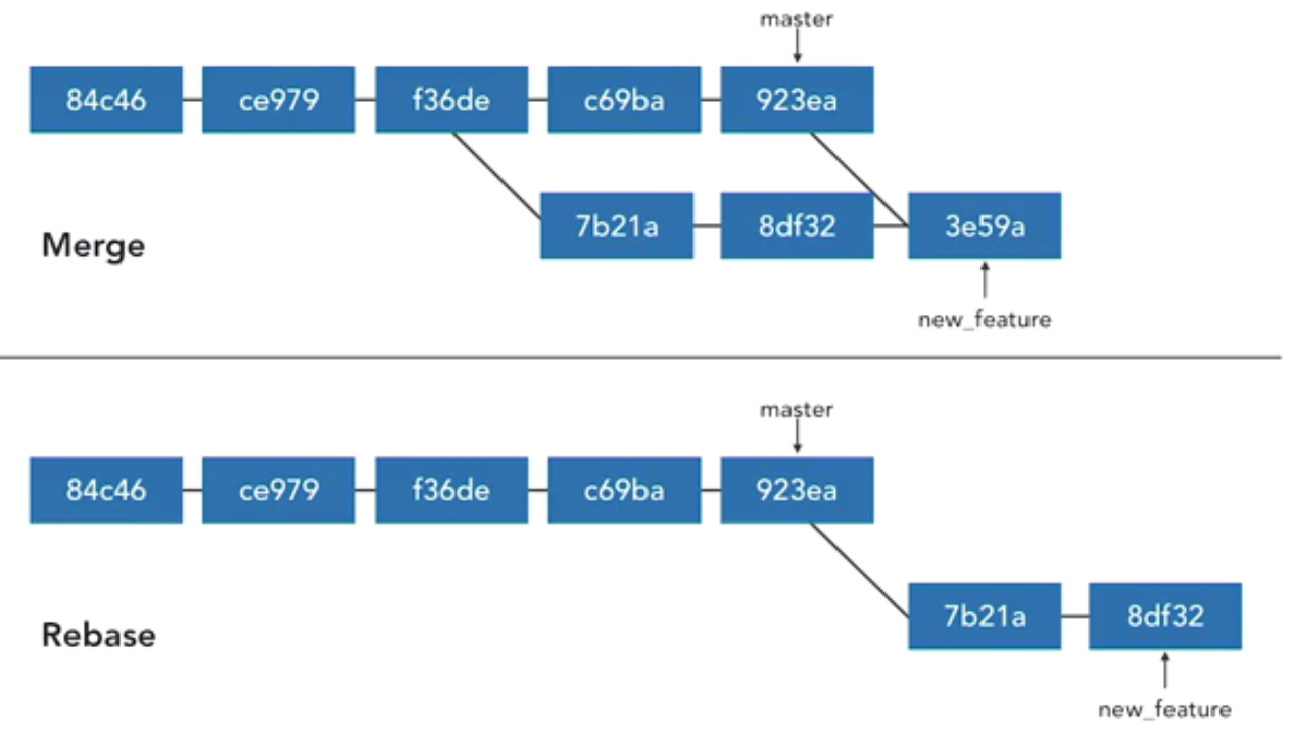 master
84c46 ce979 f36de c69ba 923ea
7b21a 8df32 3e59a
Merge
new_feature
master
84c46 ce979 f36de c69ba 923ea
7b21a 8df32
Rebase
new_feature